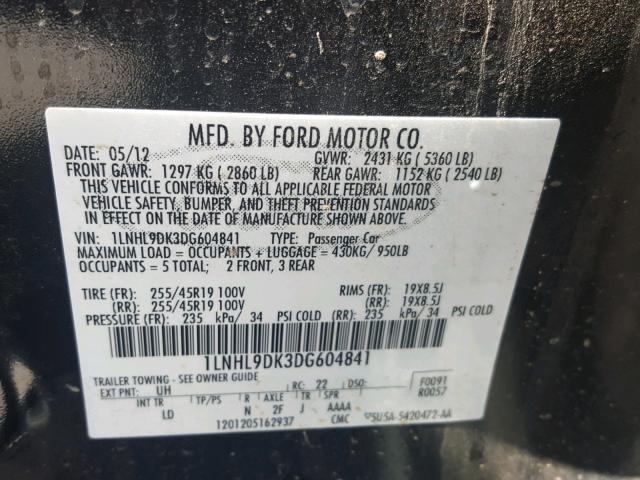 MFD. BY FORD MOTOR CO.
DATE: 05/12 GVWR: 2431 KG ( 5360 LB)
FRONT GAWR: 1297 KG ( 2860 LB) REAR GAWR: 1152 KG ( 2540 LB)
THIS VEHICLE CONFORMS TO ALL APPLICABLE FEDERAL MOTOR
VEHICLE SAFETY, BUMPER, AND THEFT PREVENTION STANDARDS
IN EFFECT ON THE DATE OF MANUFACTURE SHOWN ABOVE.
VIN: 1LNHL9DK3DG604841 TYPE: Passenger Car
MAXIMUM LOAD = OCCUPANTS + LUGGAGE = 430KG/950LB
OCCUPANTS = 5 TOTAL; 2 FRONT, 3 REAR
TIRE (FR): 255/45R19 100V RIMS (FR): 19X8.5J
(RR): 255/45R19 100V (RR): 19X8.5J
PRESSURE (FR): 235 kPa/ 34 PSI COLD (RR): 235 kPa/ 34 PSI COLD
1LNHL9DK3DG604841
TRAILER TOWING - SEE OWNER GUIDE
EXT PNT: UH RC: 22 DSO: F0091
INT TR TP/PS R AXLE TR SPR R0057
LD N 2F J AAAA
1201205162937 CMC 5U5A-5420472-AA